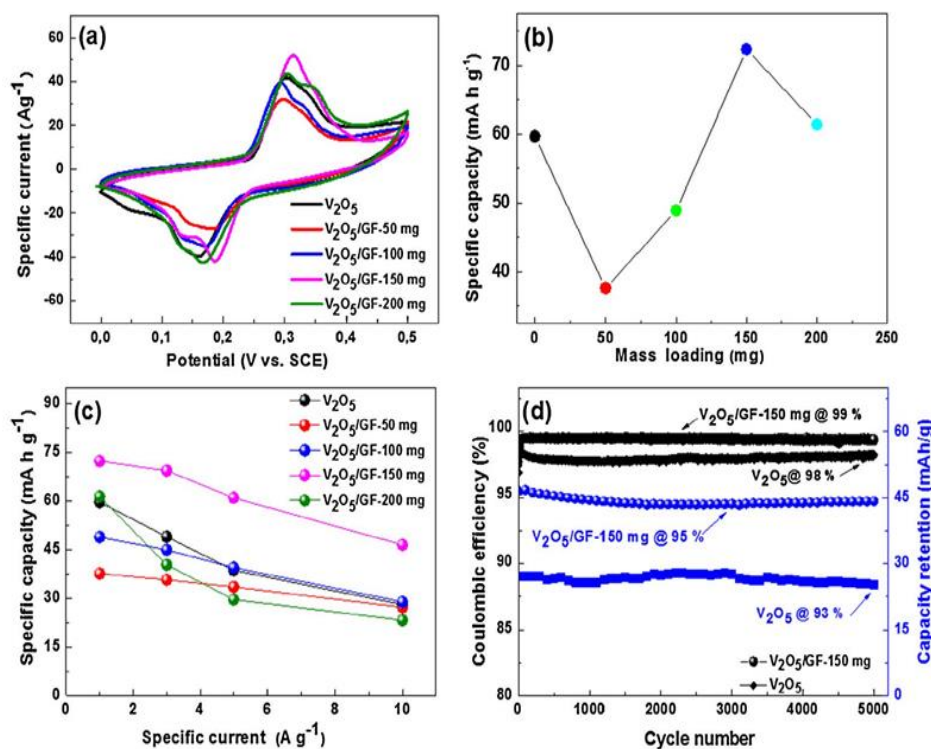 (a)
Specific current (Ag-1)
60
40
20
0
-20
-40
-60
V2O5
V2O5/GF-50 mg
V2O5/GF-100 mg
V2O5/GF-150 mg
V2O5/GF-200 mg
0,0 0,1 0,2 0,3 0,4 0,5
Potential (V vs. SCE)
(b)
Specific capacity (mA h g-1)
70
60
50
40
0 50 100 150 200 250
Mass loading (mg)
(c)
Specific capacity (mA h g-1)
90
75
60
45
30
15
0
V2O5
V2O5/GF-50 mg
V2O5/GF-100 mg
V2O5/GF-150 mg
V2O5/GF-200 mg
0 2 4 6 8 10
Specific current (A g-1)
(d)
Coulombic efficiency (%)
100
95
90
85
80
V2O5/GF-150 mg @ 99 %
V2O5 @ 98 %
V2O5/GF-150 mg @ 95 %
V2O5 @ 93 %
V2O5/GF-150 mg
V2O5
60
45
30
15
0
Capacity retention (mAh/g)
0 1000 2000 3000 4000 5000
Cycle number